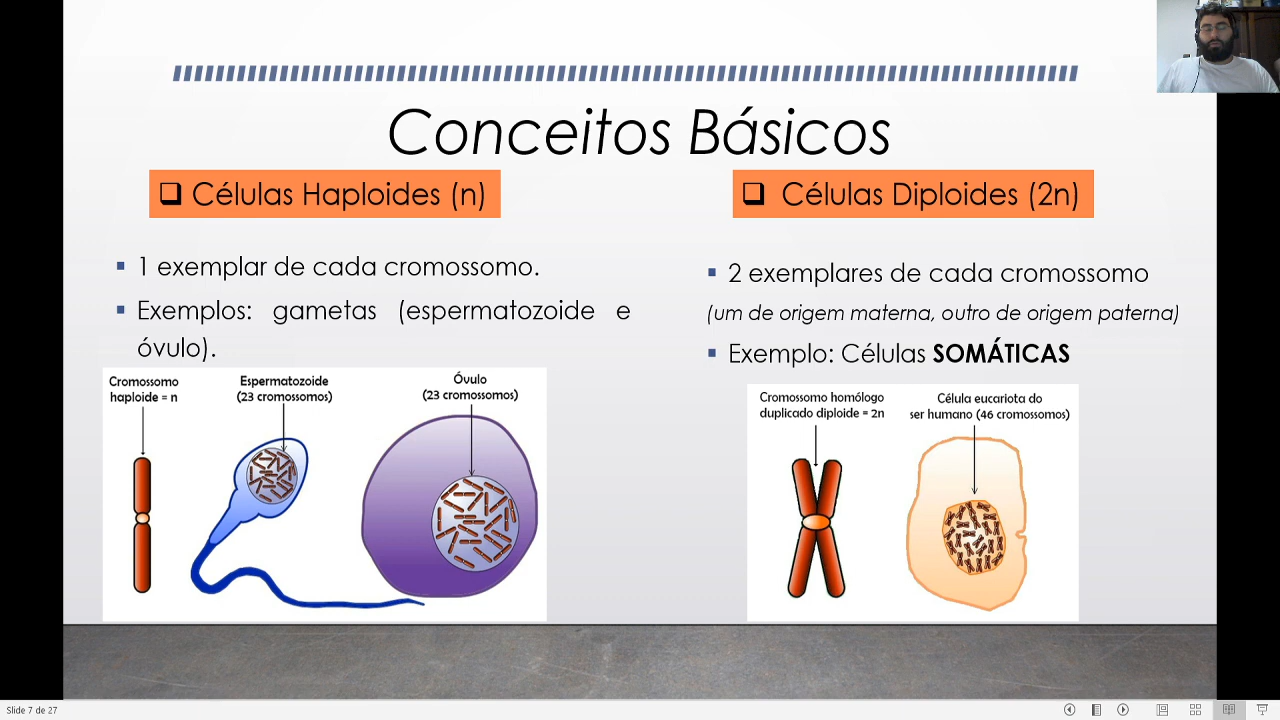 Conceitos Básicos
Células Haploides (n)
1 exemplar de cada cromossomo.
Exemplos: gametas (espermatozoide e
óvulo).
Cromossomo
haploide = n
Espermatozoide
(23 cromossomos)
Óvulo
(23 cromossomos)
Células Diploides (2n)
2 exemplares de cada cromossomo
(um de origem materna, outro de origem paterna)
Exemplo: Células SOMÁTICAS
Cromossomo homólogo
duplicado diploide = 2n
Célula eucariota do
ser humano (46 cromossomos)
Slide 7 de 27